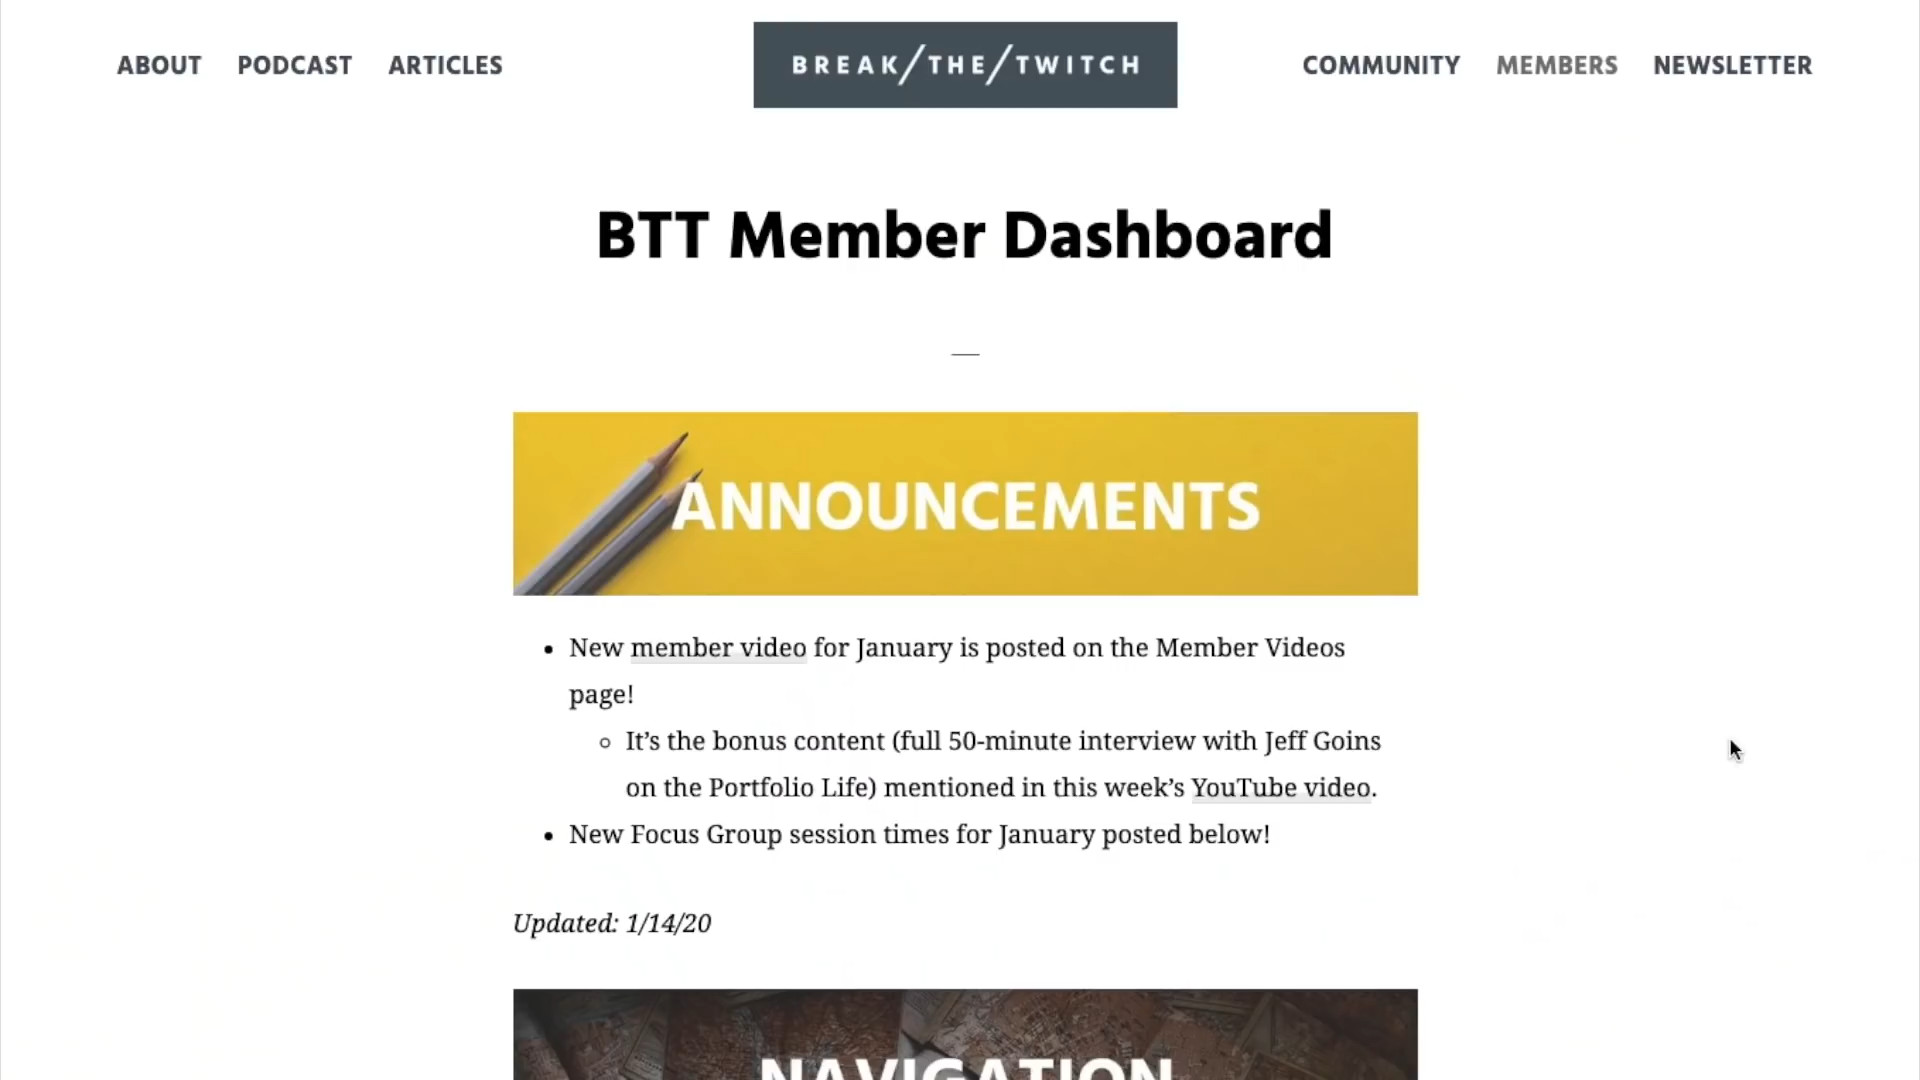 ABOUT PODCAST ARTICLES BREAK/THE/TWITCH COMMUNITY MEMBERS NEWSLETTER
BTT Member Dashboard
ANNOUNCEMENTS
• New member video for January is posted on the Member Videos
page!
◦ It’s the bonus content (full 50-minute interview with Jeff Goins
on the Portfolio Life) mentioned in this week’s YouTube video.
• New Focus Group session times for January posted below!
Updated: 1/14/20
NAVIGATION